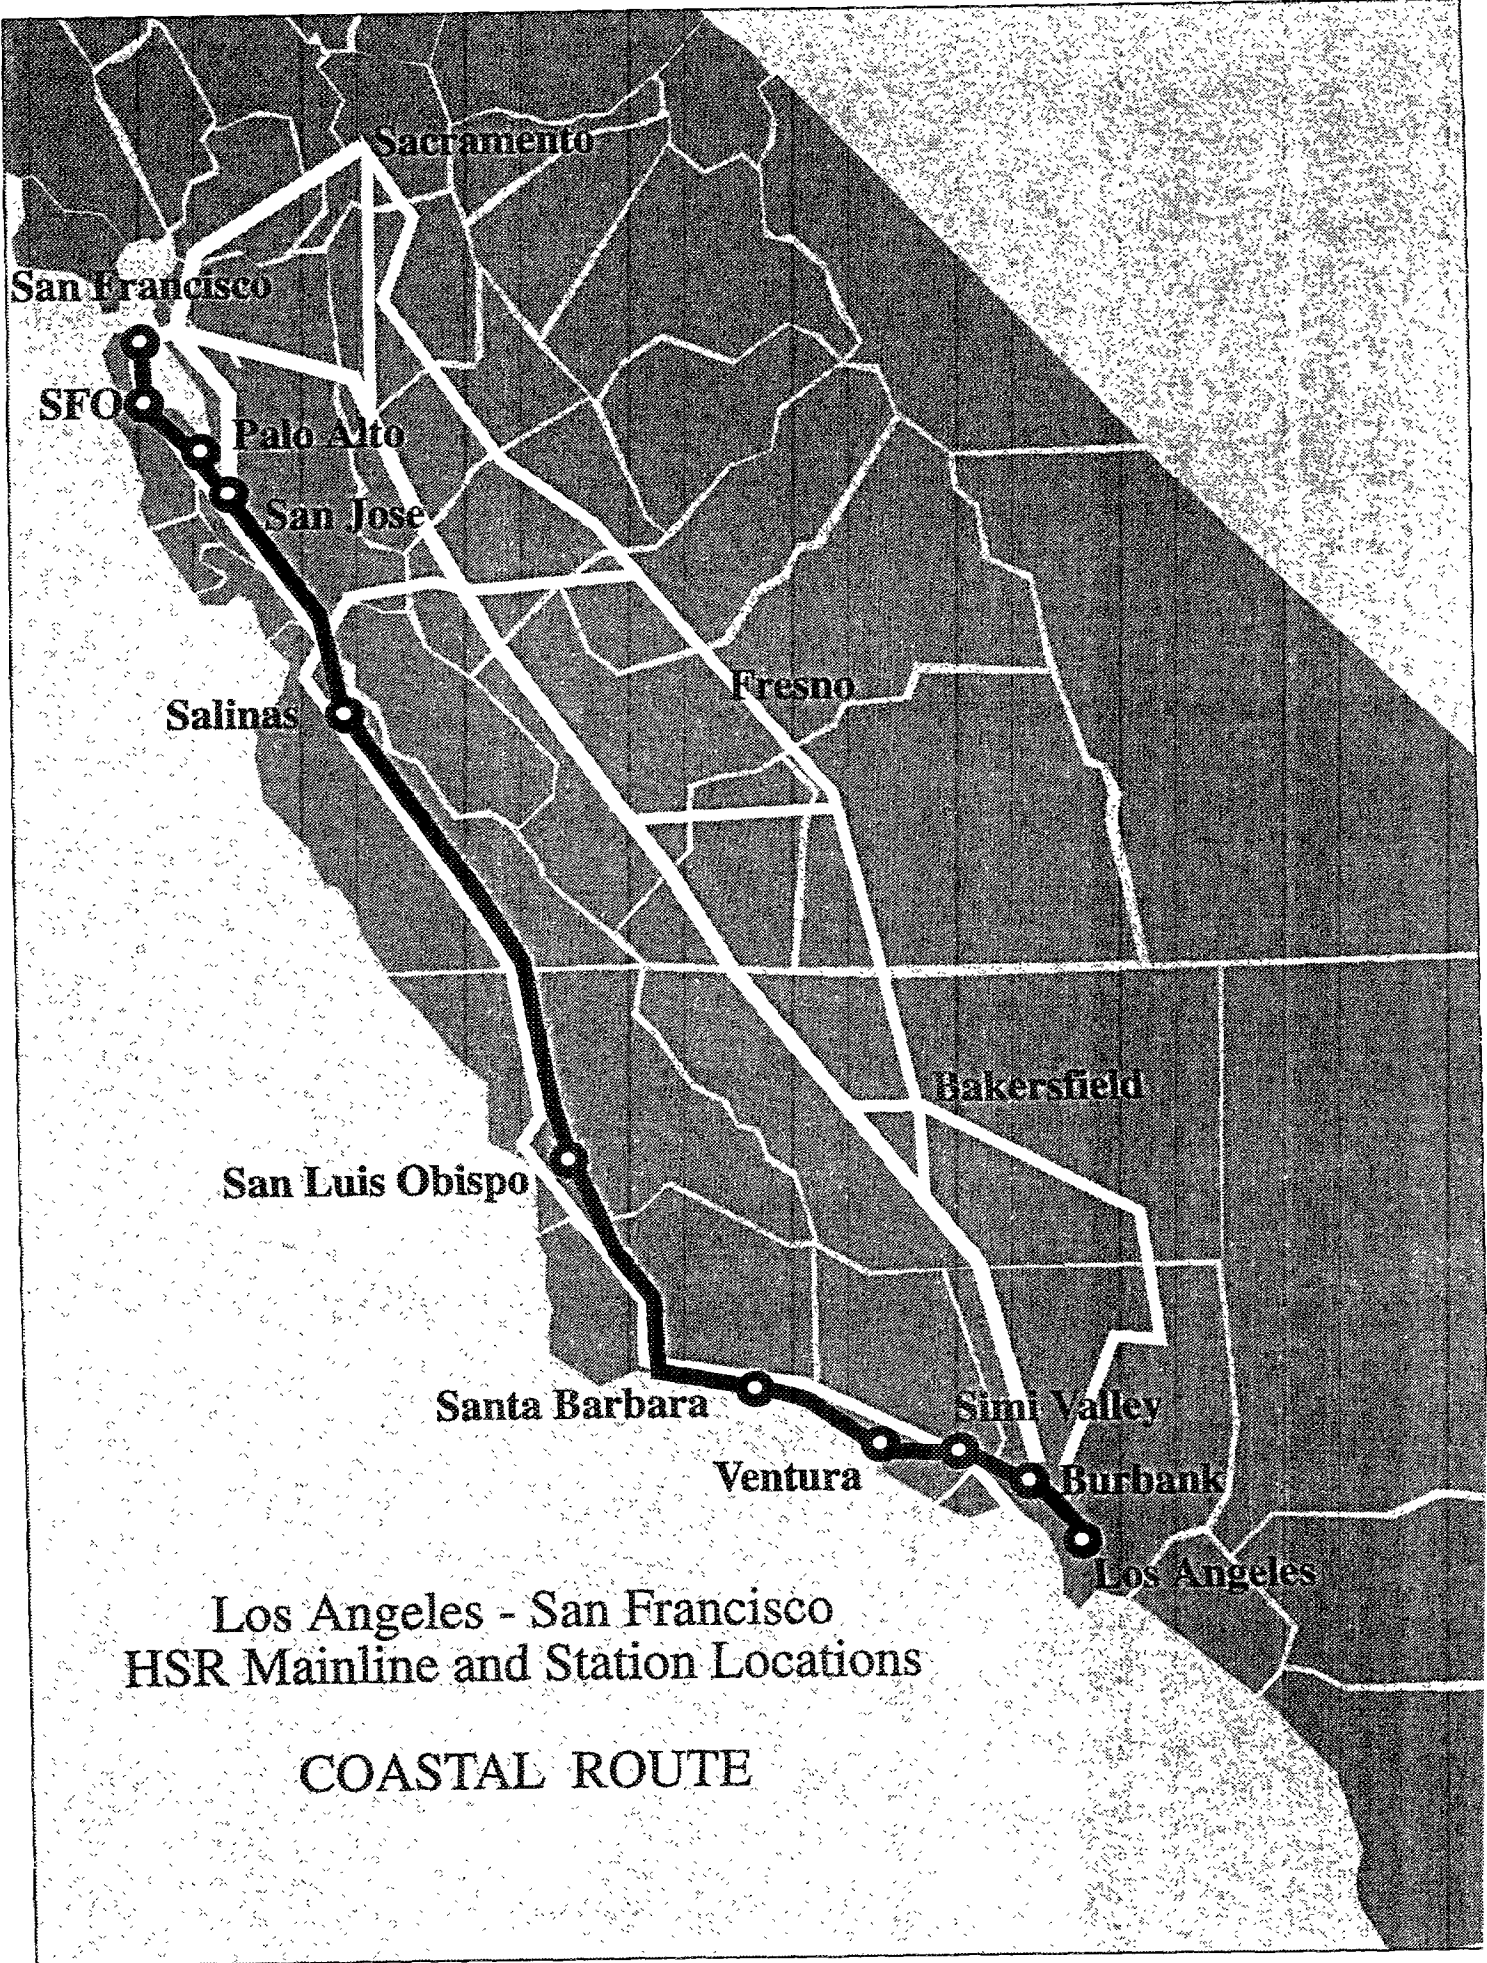 Sacramento
San Francisco
SFO
Palo Alto
San Jose
Fresno
Salinas
Bakersfield
San Luis Obispo
Santa Barbara
Simi Valley
Ventura
Burbank
Los Angeles
Los Angeles - San Francisco
HSR Mainline and Station Locations
COASTAL ROUTE